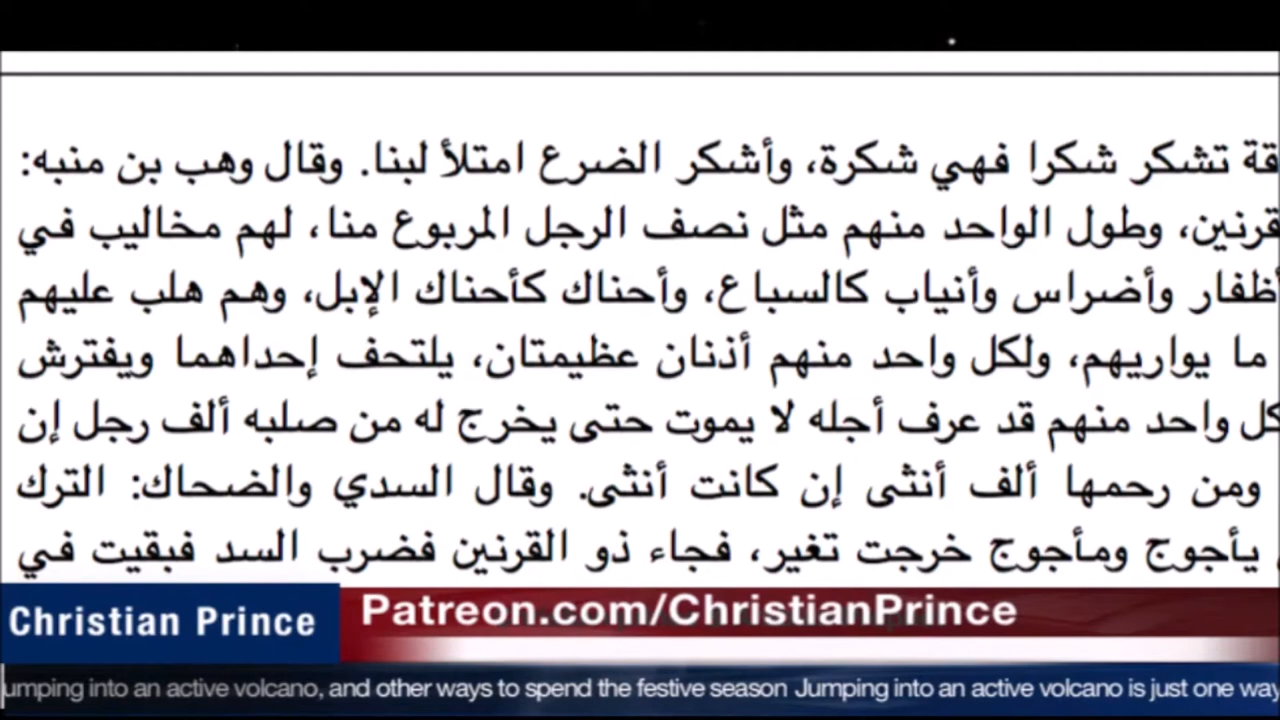 قة تشكر شكرا فهي شكرة، وأشكر الضرع امتلأ لبنا. وقال وهب بن منبه:
قرنين، وطول الواحد منهم مثل نصف الرجل المربوع منا، لهم مخاليب في
أظفار وأضراس وأنياب كالسباع، وأحناك كأحناك الإبل، وهم هلب عليهم
ما يواريهم، ولكل واحد منهم أذنان عظيمتان، يلتحف إحداهما ويفترش
كل واحد منهم قد عرف أجله لا يموت حتى يخرج له من صلبه ألف رجل إن
ومن رحمها ألف أنثى إن كانت أنثى. وقال السدي والضحاك: الترك
يأجوج ومأجوج خرجت تغير، فجاء ذو القرنين فضرب السد فبقيت في
Christian Prince
Patreon.com/ChristianPrince
umping into an active volcano, and other ways to spend the festive season Jumping into an active volcano is just one way